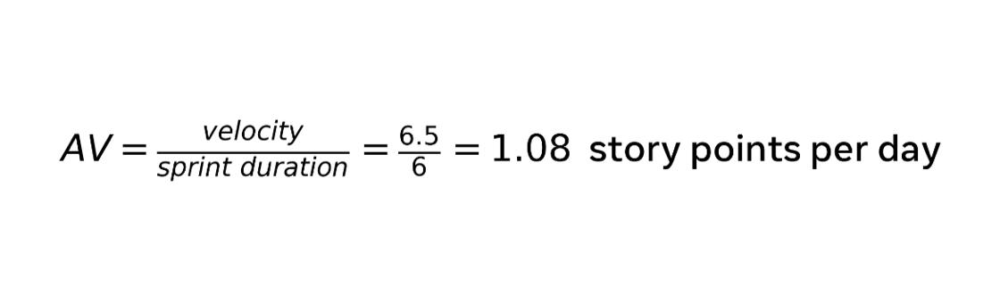 AV = velocity / sprint duration = 6.5 / 6 = 1.08 story points per day